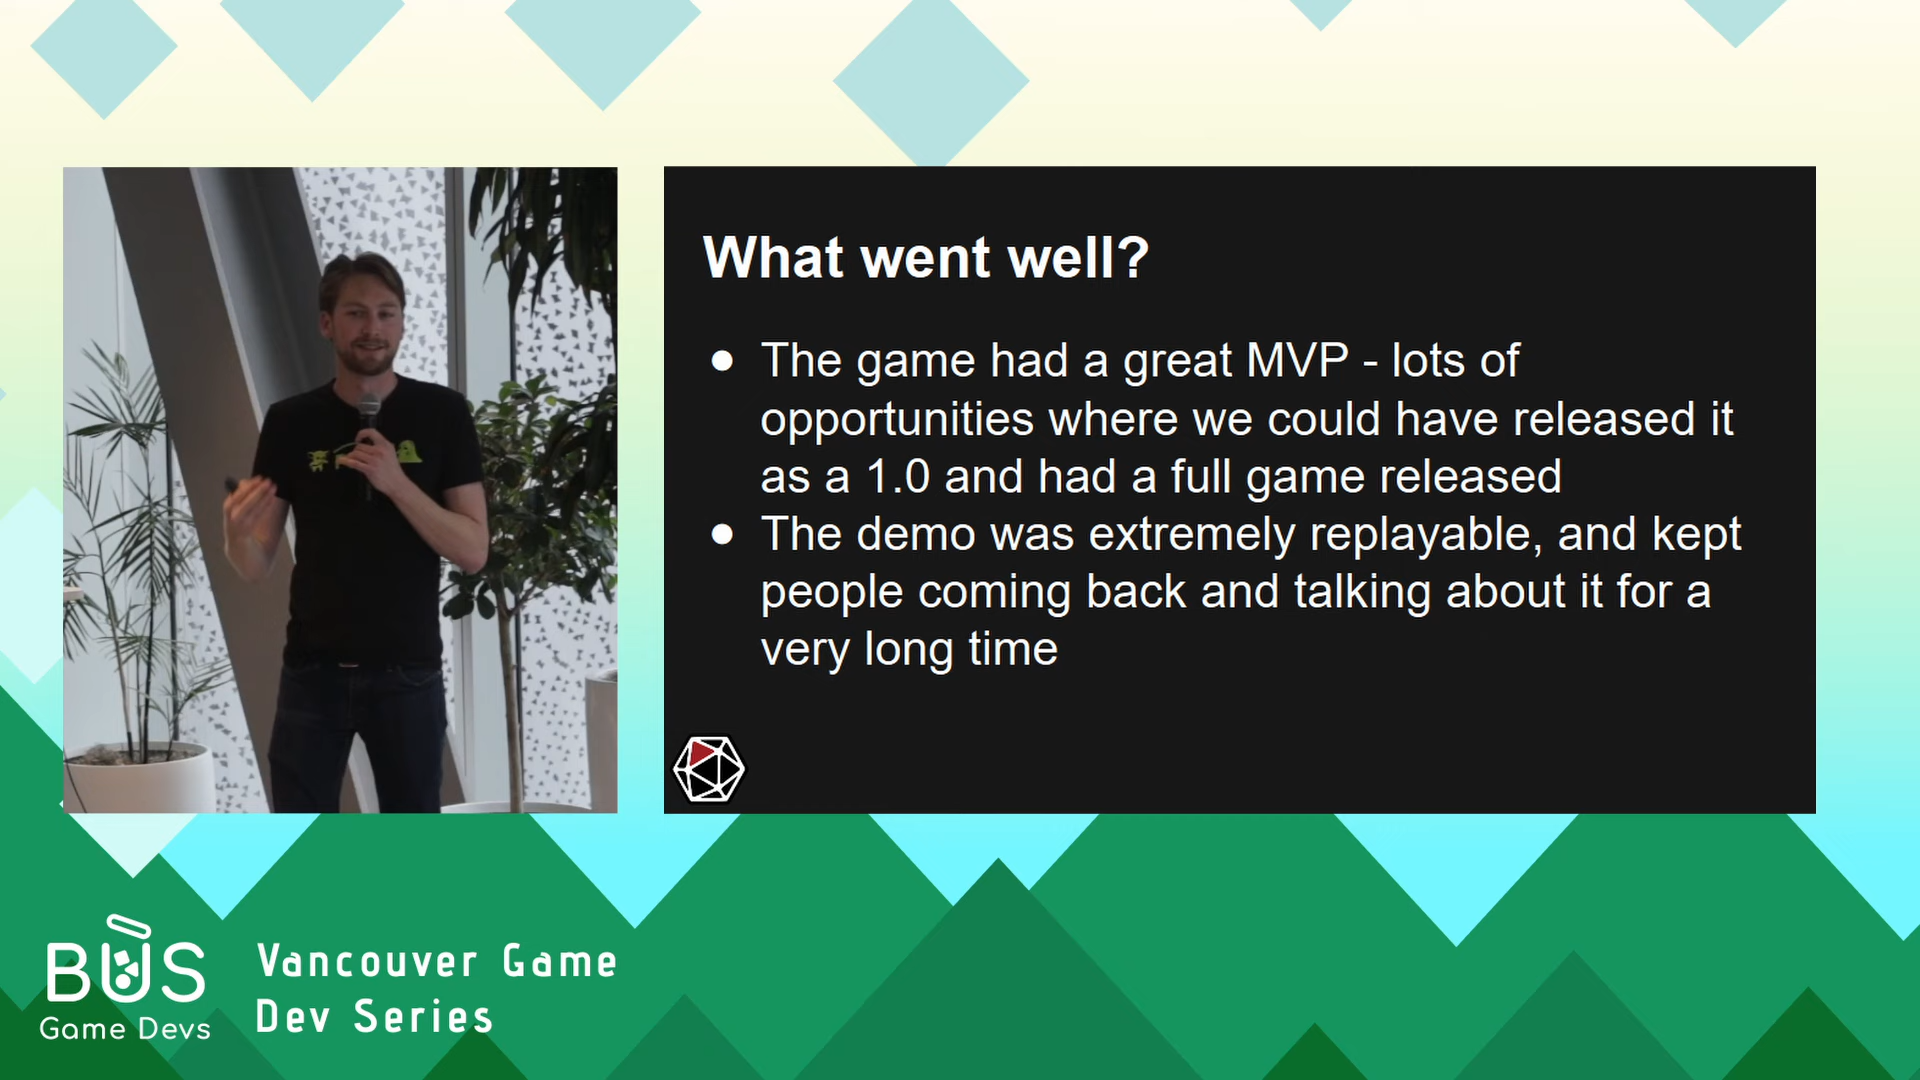 What went well?
● The game had a great MVP - lots of
opportunities where we could have released it
as a 1.0 and had a full game released
● The demo was extremely replayable, and kept
people coming back and talking about it for a
very long time
BUS
Game Devs
Vancouver Game
Dev Series